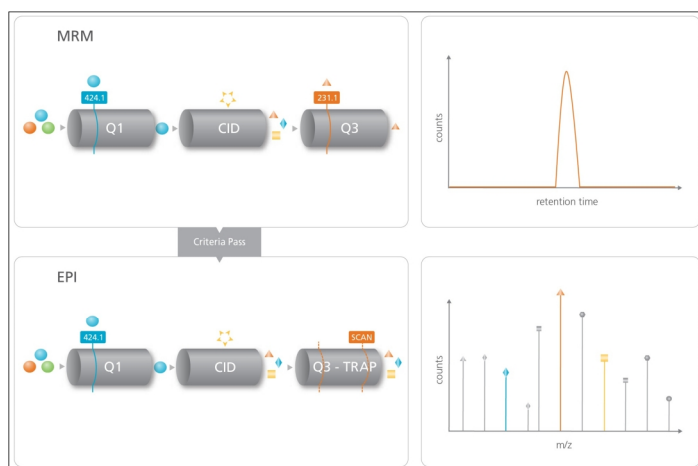 MRM
424.1
231.1
Q1
CID
Q3
counts
retention time
Criteria Pass
EPI
424.1
SCAN
Q1
CID
Q3 - TRAP
counts
m/z